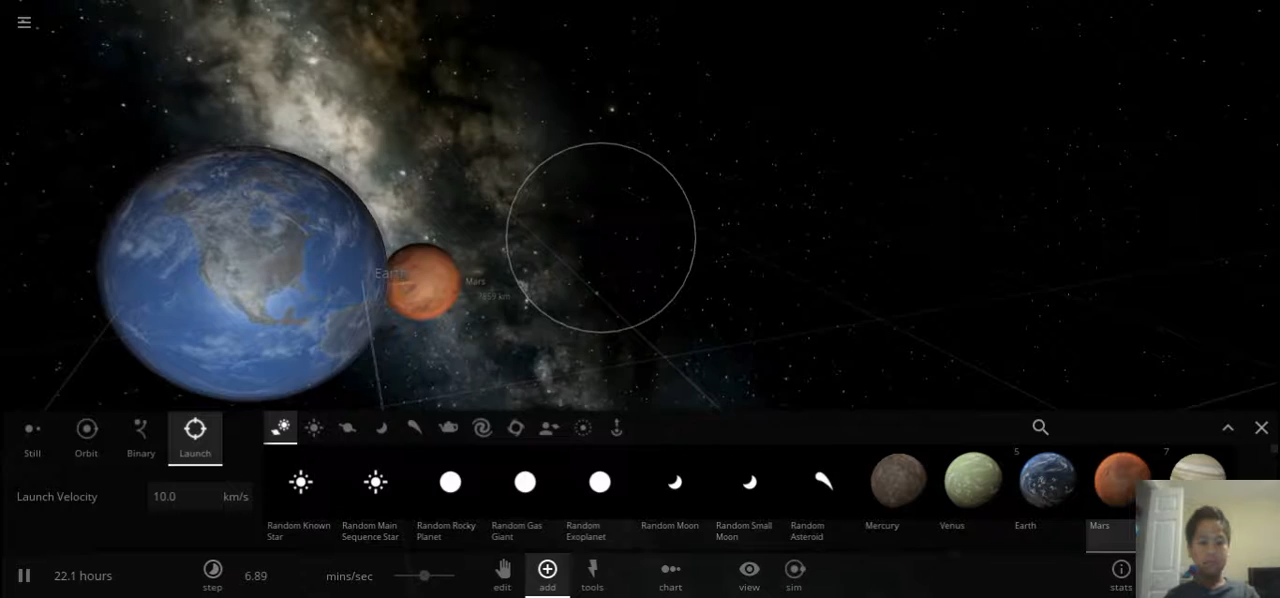 Earth
Mars
7859 km
Still
Orbit
Binary
Launch
Launch Velocity
10.0
km/s
Random Known
Star
Random Main
Sequence Star
Random Rocky
Planet
Random Gas
Giant
Random
Exoplanet
Random Moon
Random Small
Moon
Random
Asteroid
Mercury
Venus
5
Earth
Mars
7
22.1 hours
step
6.89
mins/sec
edit
add
tools
chart
view
sim
stats